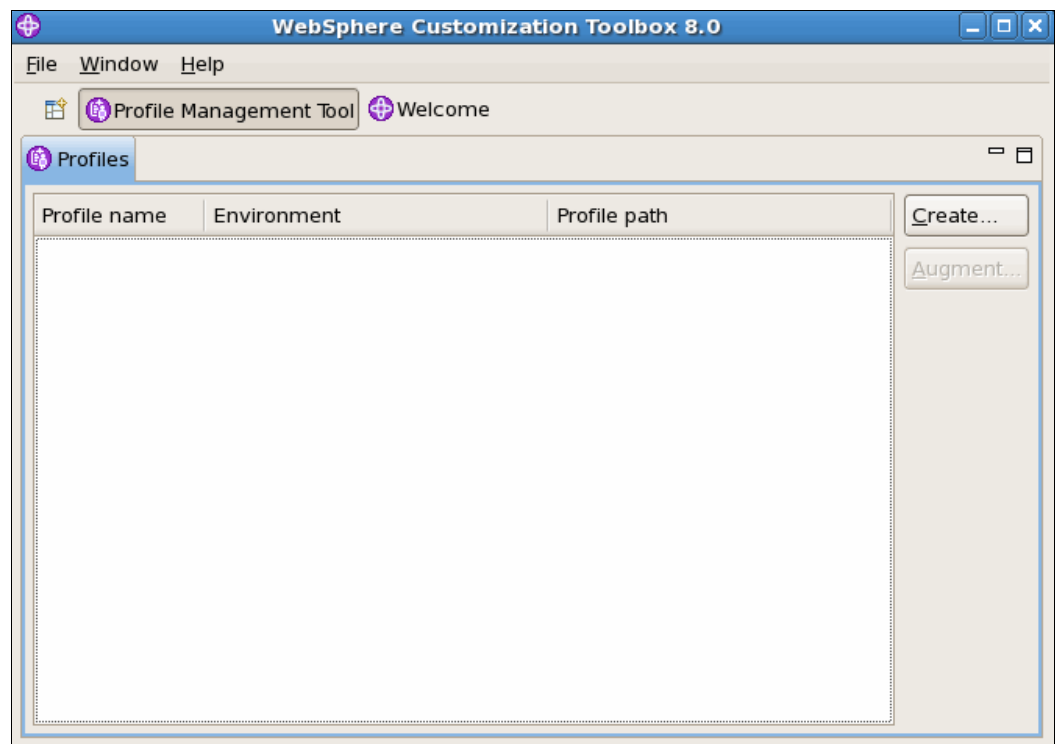 WebSphere Customization Toolbox 8.0
File Window Help
Profile Management Tool Welcome
Profiles
Profile name Environment Profile path Create...
Augment...